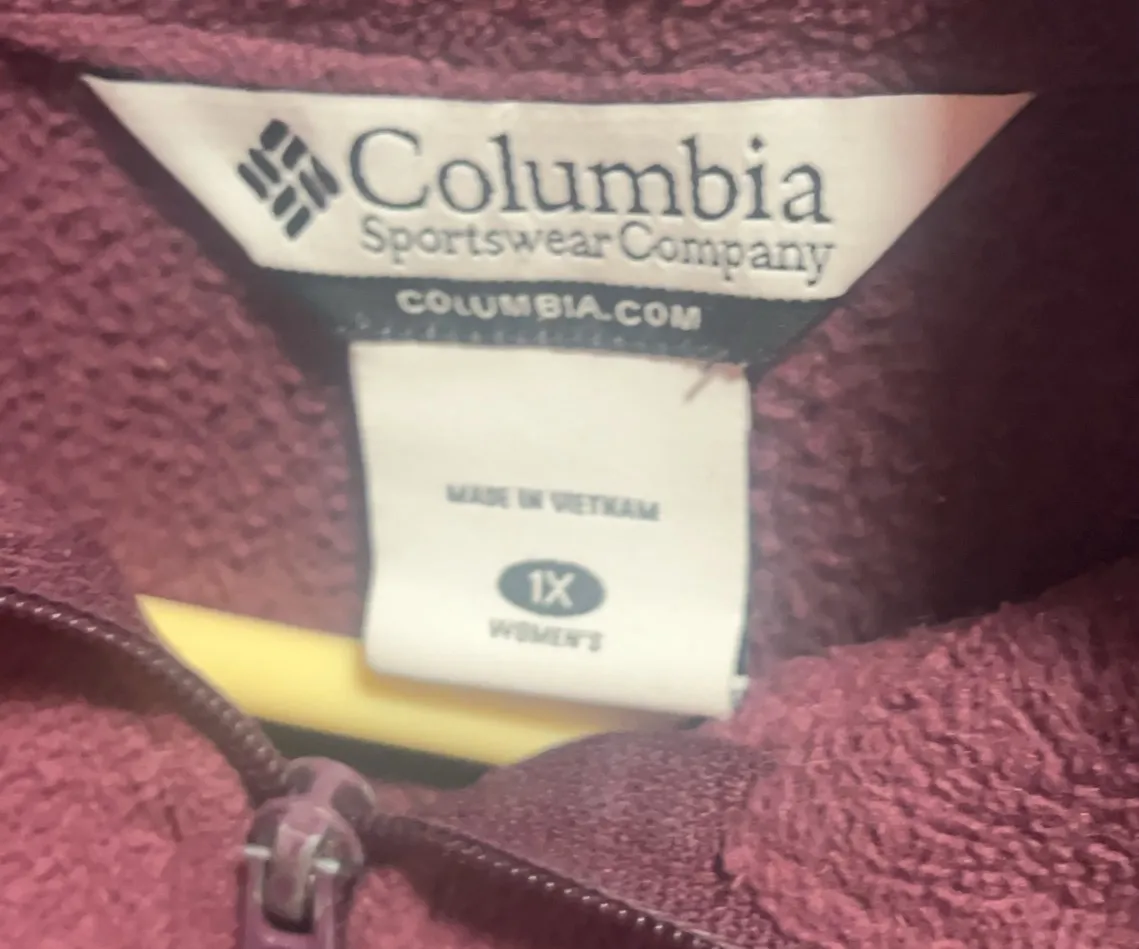 Columbia
Sportswear Company
COLUMBIA.COM
MADE IN VIETNAM
1X
WOMEN'S